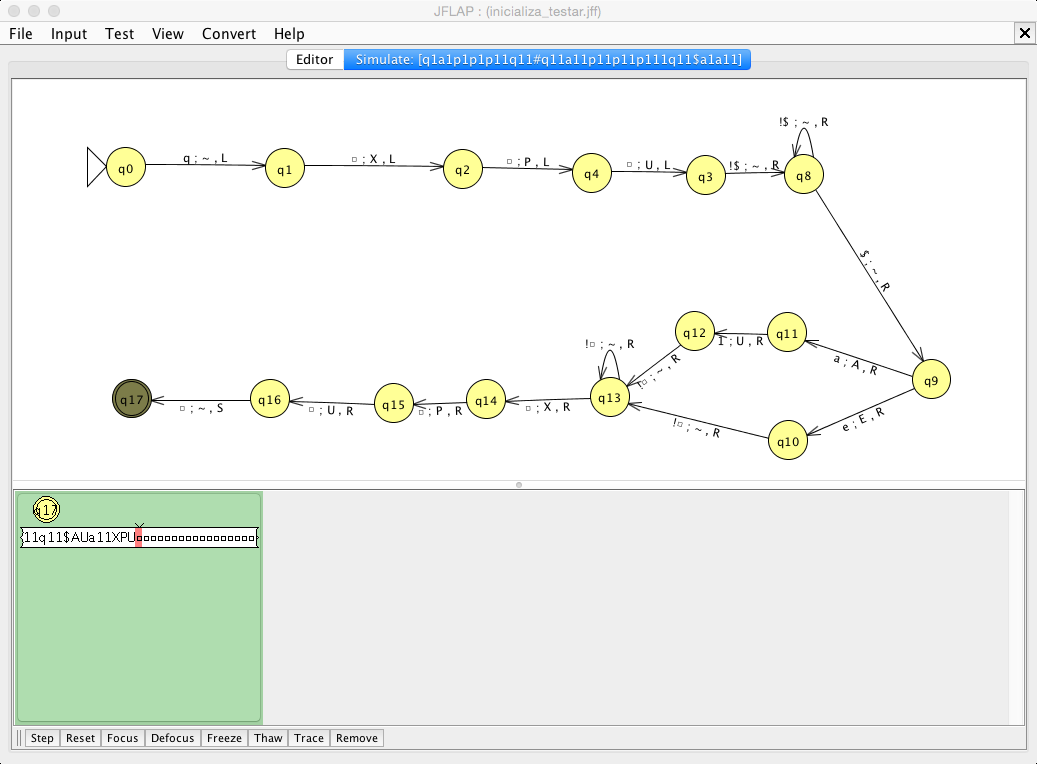 JFLAP : (inicializa_testar.jff)
File Input Test View Convert Help
Editor Simulate: [q1a1p1p1p11q11#q11a11p11p11p111q11$a1a11]
!$ ; ~ , R
q0 q ; ~ , L q1 □ ; X , L q2 □ ; P , L q4 □ ; U , L q3 !$ ; ~ , R q8
$ ; ~ , R
q12 1 ; U , R q11
!□ ; ~ , R
!□ ; ~ , R a ; A , R
q9
q17 □ ; ~ , S q16 □ ; U , R q15 □ ; P , R q14 □ ; X , R q13
!□ ; ~ , R e ; E , R
q10
q17
11q11$AUa11XPU□□□□□□□□□□□□□□□□□
Step Reset Focus Defocus Freeze Thaw Trace Remove